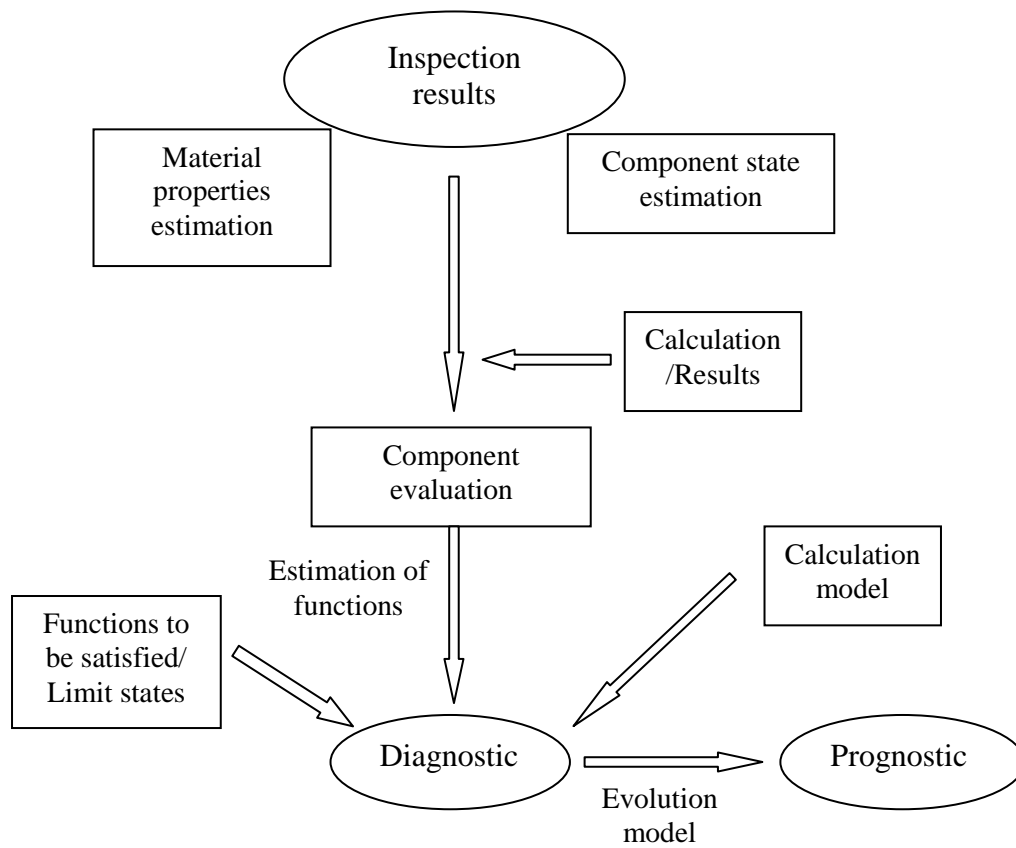 Inspection
results
Material
properties
estimation
Component state
estimation
Calculation
/Results
Component
evaluation
Estimation of
functions
Calculation
model
Functions to
be satisfied/
Limit states
Diagnostic
Prognostic
Evolution
model